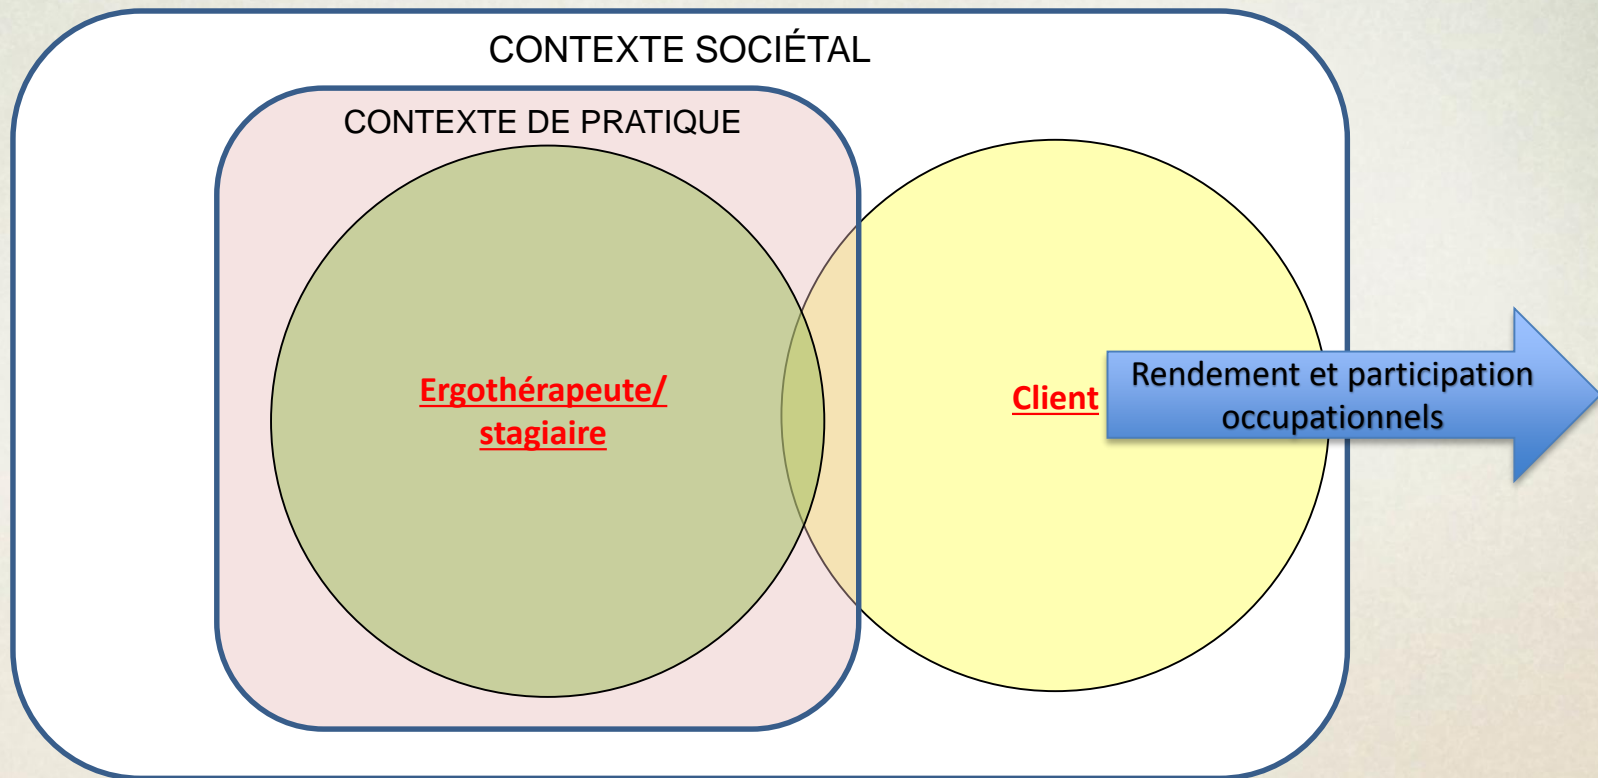 CONTEXTE SOCIÉTAL
CONTEXTE DE PRATIQUE
Ergothérapeute/
stagiaire
Client
Rendement et participation
occupationnels